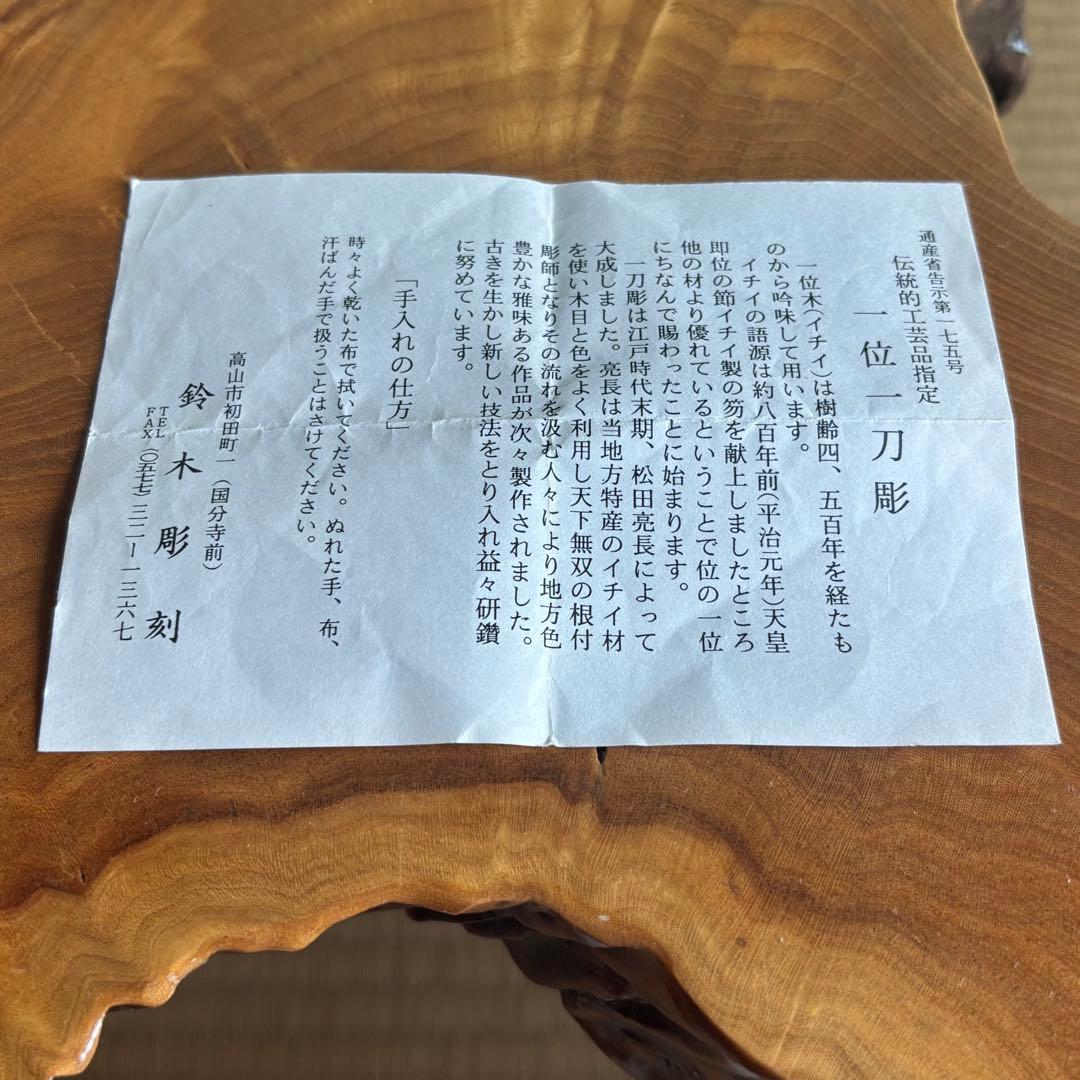 通産省告示第一七五号
伝統的工芸品指定
一位一刀彫
一位木(イチイ)は樹齢四、五百年を経たも
のから吟味して用います。
イチイの語源は約八百年前(平治元年)天皇
即位の節イチイ製の笏を献上しましたところ
他の材より優れているということで位の一位
にちなんで賜わったことに始まります。
一刀彫は江戸時代末期、松田亮長によって
大成しました。亮長は当地方特産のイチイ材
を使い木目と色をよく利用し天下無双の根付
彫師となりその流れを汲む人々により地方色
豊かな雅味ある作品が次々製作されました。
古きを生かし新しい技法をとり入れ益々研鑽
に努めています。
「手入れの仕方」
時々よく乾いた布で拭いてください。ぬれた手、布、
汗ばんだ手で扱うことはさけてください。
高山市初田町一(国分寺前)
鈴木彫刻
TEL
FAX(〇五七七)三二ー一三六七